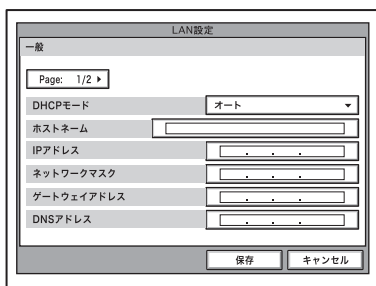 LAN設定
一般
Page: 1/2 ▸
DHCPモード オート ▼
ホストネーム
IPアドレス . . .
ネットワークマスク . . .
ゲートウェイアドレス . . .
DNSアドレス . . .
保存 キャンセル